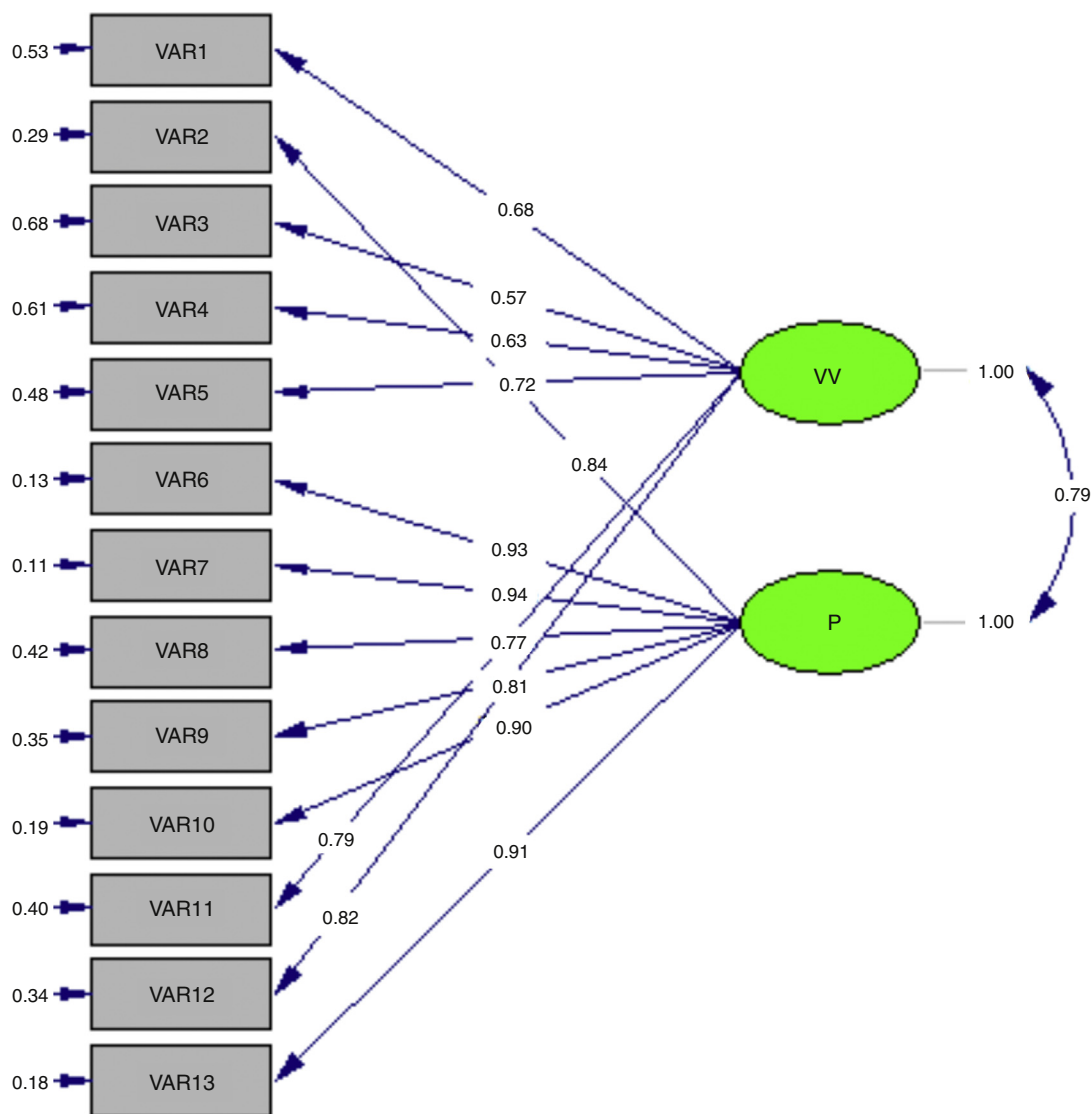 0.53 VAR1
0.29 VAR2
0.68 VAR3
0.68
0.61 VAR4
0.57
0.63
0.48 VAR5
0.72
VV 1.00
0.13 VAR6
0.84
0.79
0.11 VAR7
0.93
0.94
0.42 VAR8
0.77
P 1.00
0.35 VAR9
0.81
0.90
0.19 VAR10
0.79
0.91
0.40 VAR11
0.82
0.34 VAR12
0.18 VAR13